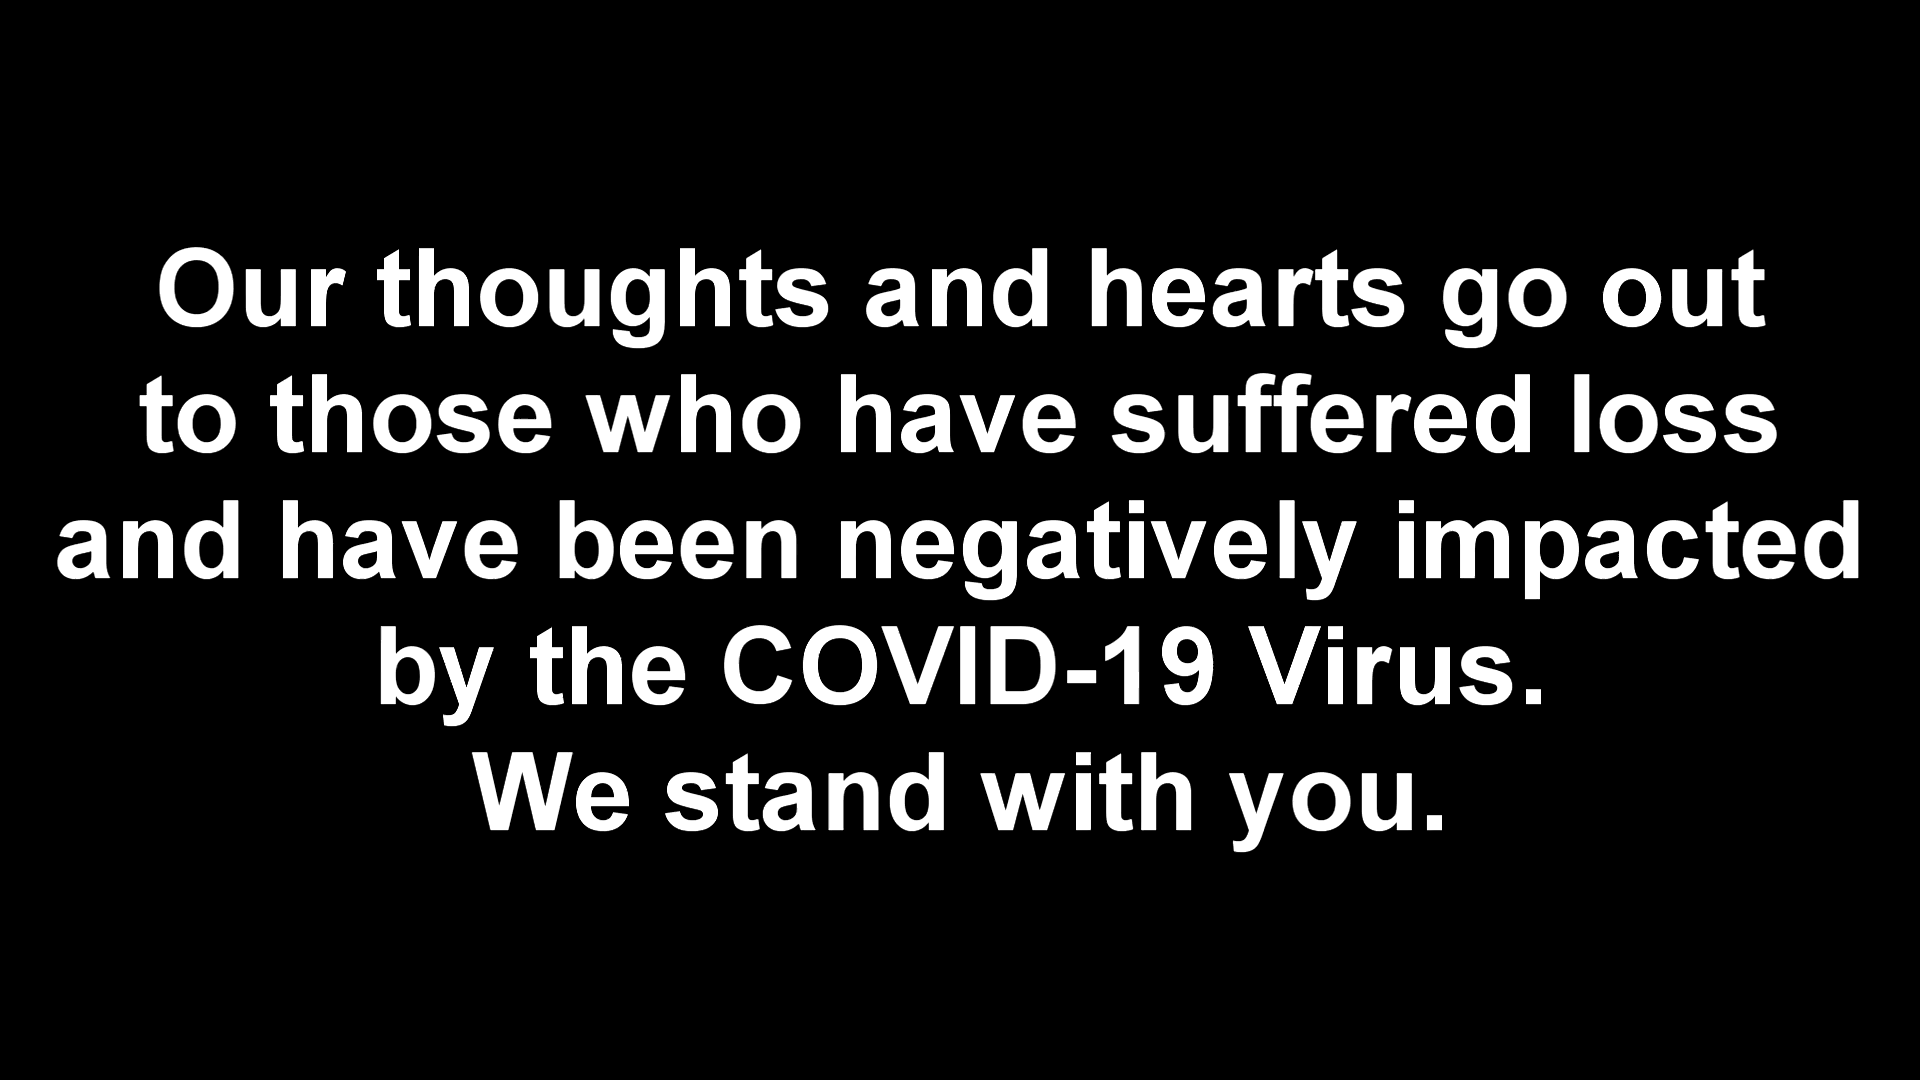 Our thoughts and hearts go out
to those who have suffered loss
and have been negatively impacted
by the COVID-19 Virus.
We stand with you.